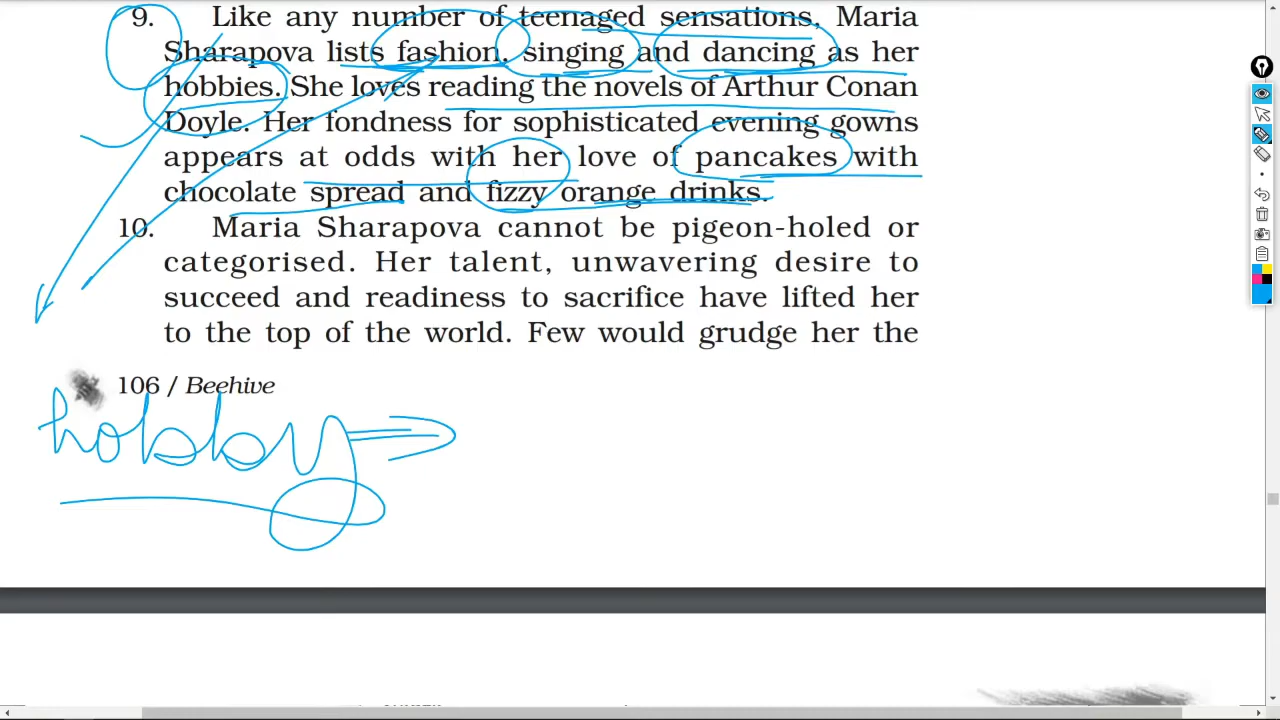 9. Like any number of teenaged sensations, Maria
Sharapova lists fashion, singing and dancing as her
hobbies. She loves reading the novels of Arthur Conan
Doyle. Her fondness for sophisticated evening gowns
appears at odds with her love of pancakes with
chocolate spread and fizzy orange drinks.
10. Maria Sharapova cannot be pigeon-holed or
categorised. Her talent, unwavering desire to
succeed and readiness to sacrifice have lifted her
to the top of the world. Few would grudge her the
106 / Beehive
hobby